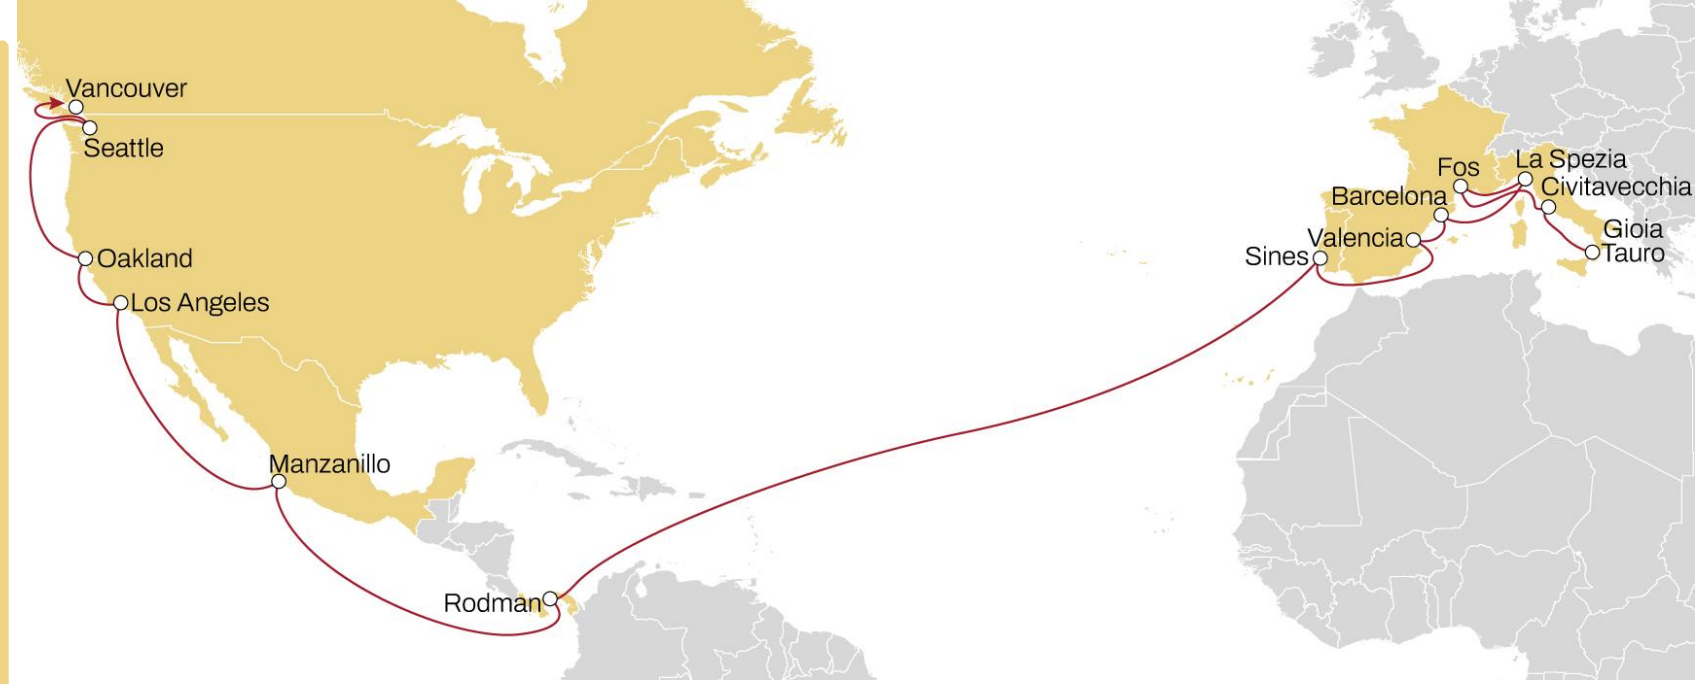 Vancouver
Seattle
Oakland
Los Angeles
Manzanillo
Rodman
Sines
Valencia
Barcelona
Fos
La Spezia
Civitavecchia
Gioia
Tauro